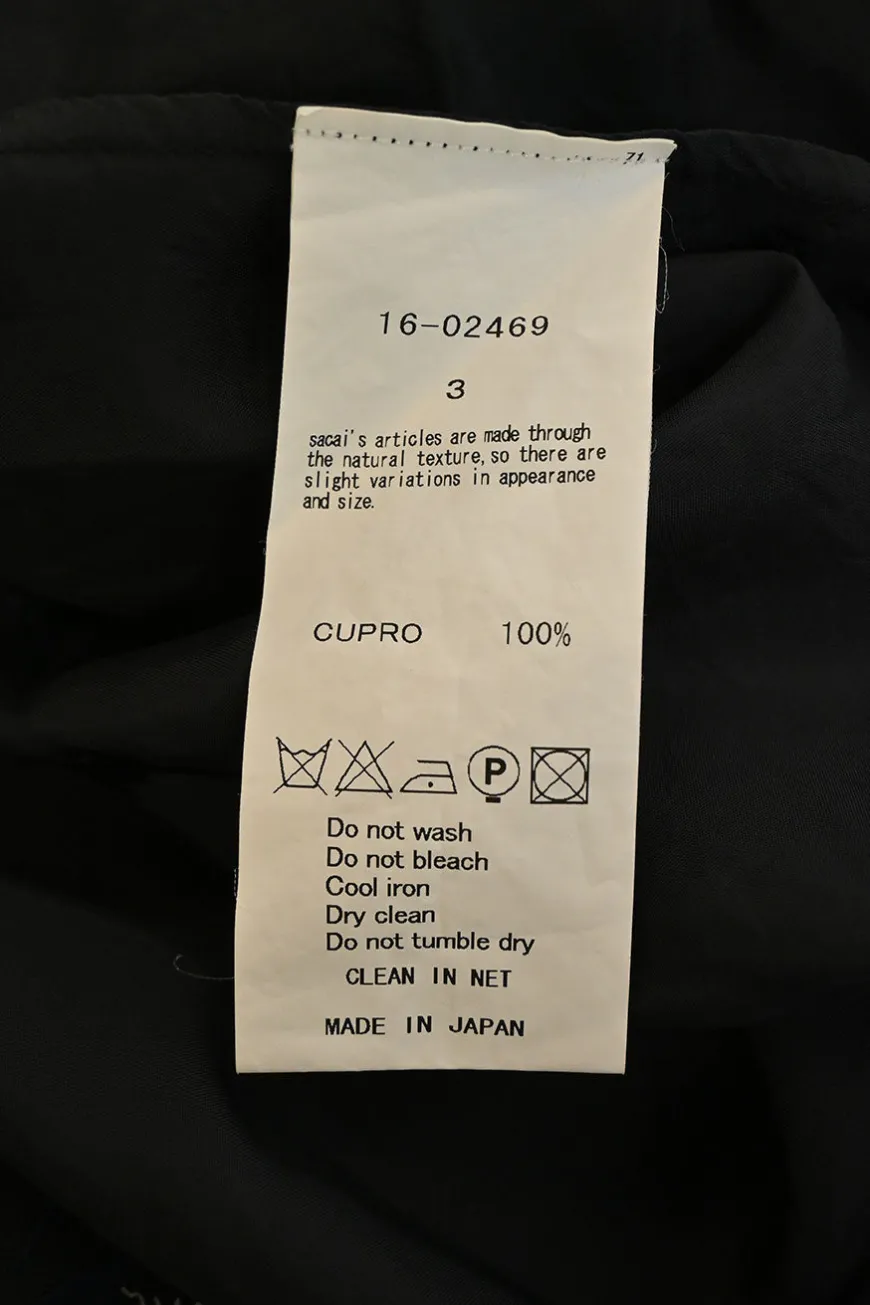 71
16-02469
3
sacai's articles are made through
the natural texture, so there are
slight variations in appearance
and size.
CUPRO 100%
P
Do not wash
Do not bleach
Cool iron
Dry clean
Do not tumble dry
CLEAN IN NET
MADE IN JAPAN